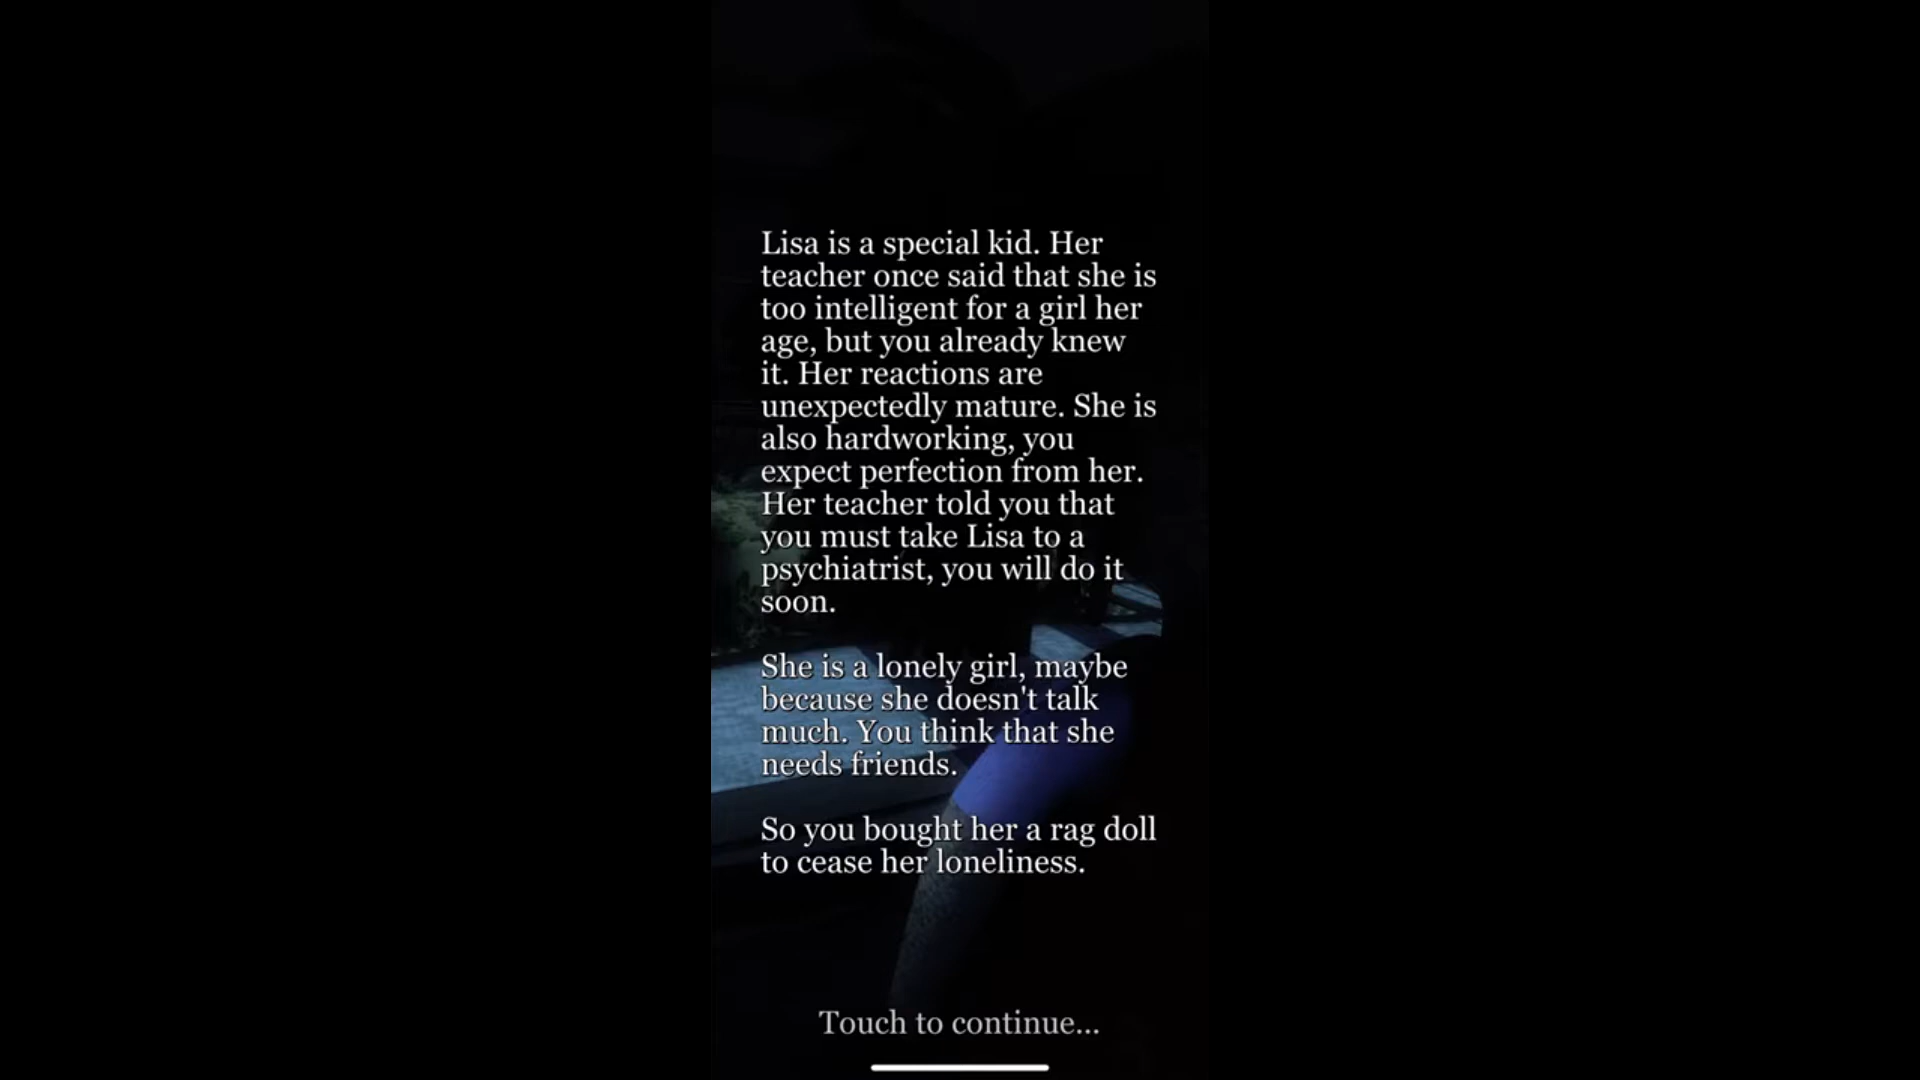 Lisa is a special kid. Her
teacher once said that she is
too intelligent for a girl her
age, but you already knew
it. Her reactions are
unexpectedly mature. She is
also hardworking, you
expect perfection from her.
Her teacher told you that
you must take Lisa to a
psychiatrist, you will do it
soon.
She is a lonely girl, maybe
because she doesn't talk
much. You think that she
needs friends.
So you bought her a rag doll
to cease her loneliness.
Touch to continue...